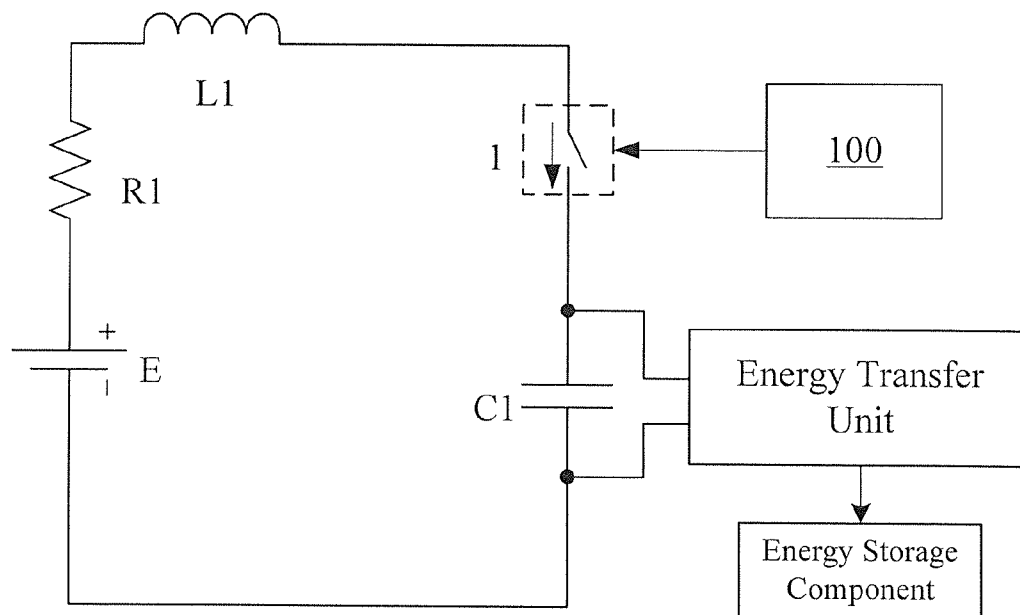 L1
1
100
R1
+
E
–
C1
Energy Transfer
Unit
Energy Storage
Component